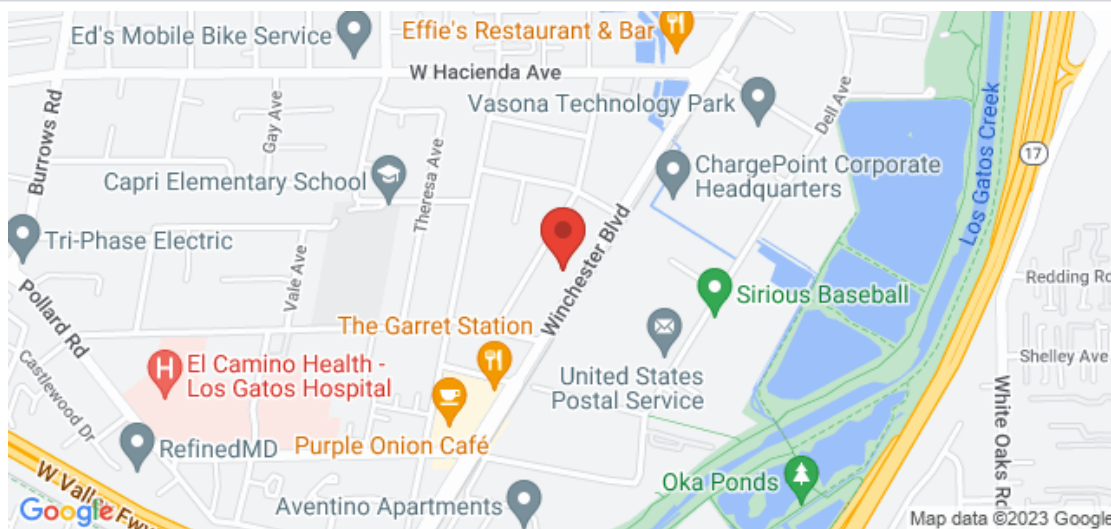 Ed's Mobile Bike Service
Effie's Restaurant & Bar
W Hacienda Ave
Burrows Rd
Gay Ave
Vasona Technology Park
Dell Ave
Los Gatos Creek
17
Theresa Ave
Capri Elementary School
ChargePoint Corporate
Headquarters
Tri-Phase Electric
Winchester Blvd
Vale Ave
Redding Rd
Sirious Baseball
Pollard Rd
The Garret Station
Shelley Ave
El Camino Health -
Los Gatos Hospital
H
Castlewood Dr
United States
Postal Service
White Oaks Rd
Purple Onion Café
RefinedMD
W Valley Fwy
Oka Ponds
Aventino Apartments
Google
Map data ©2023 Google